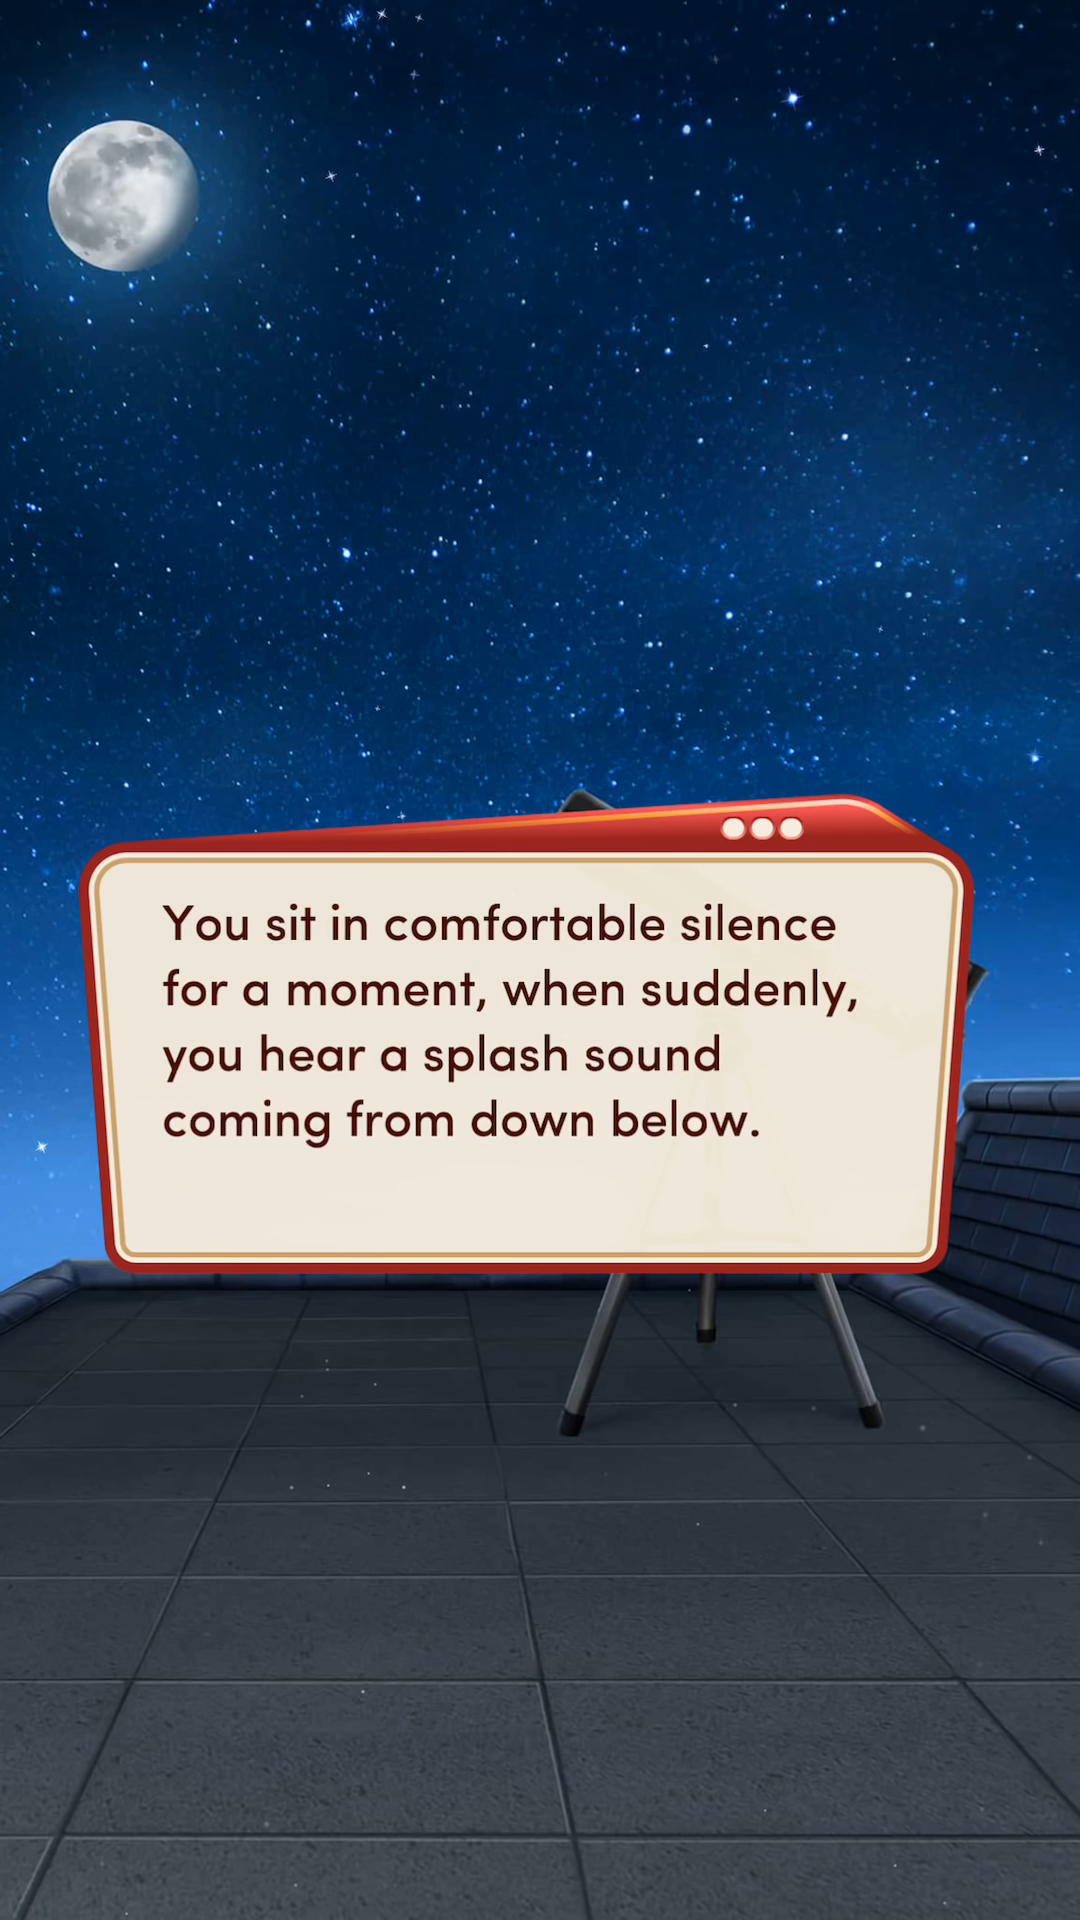 You sit in comfortable silence
for a moment, when suddenly,
you hear a splash sound
coming from down below.